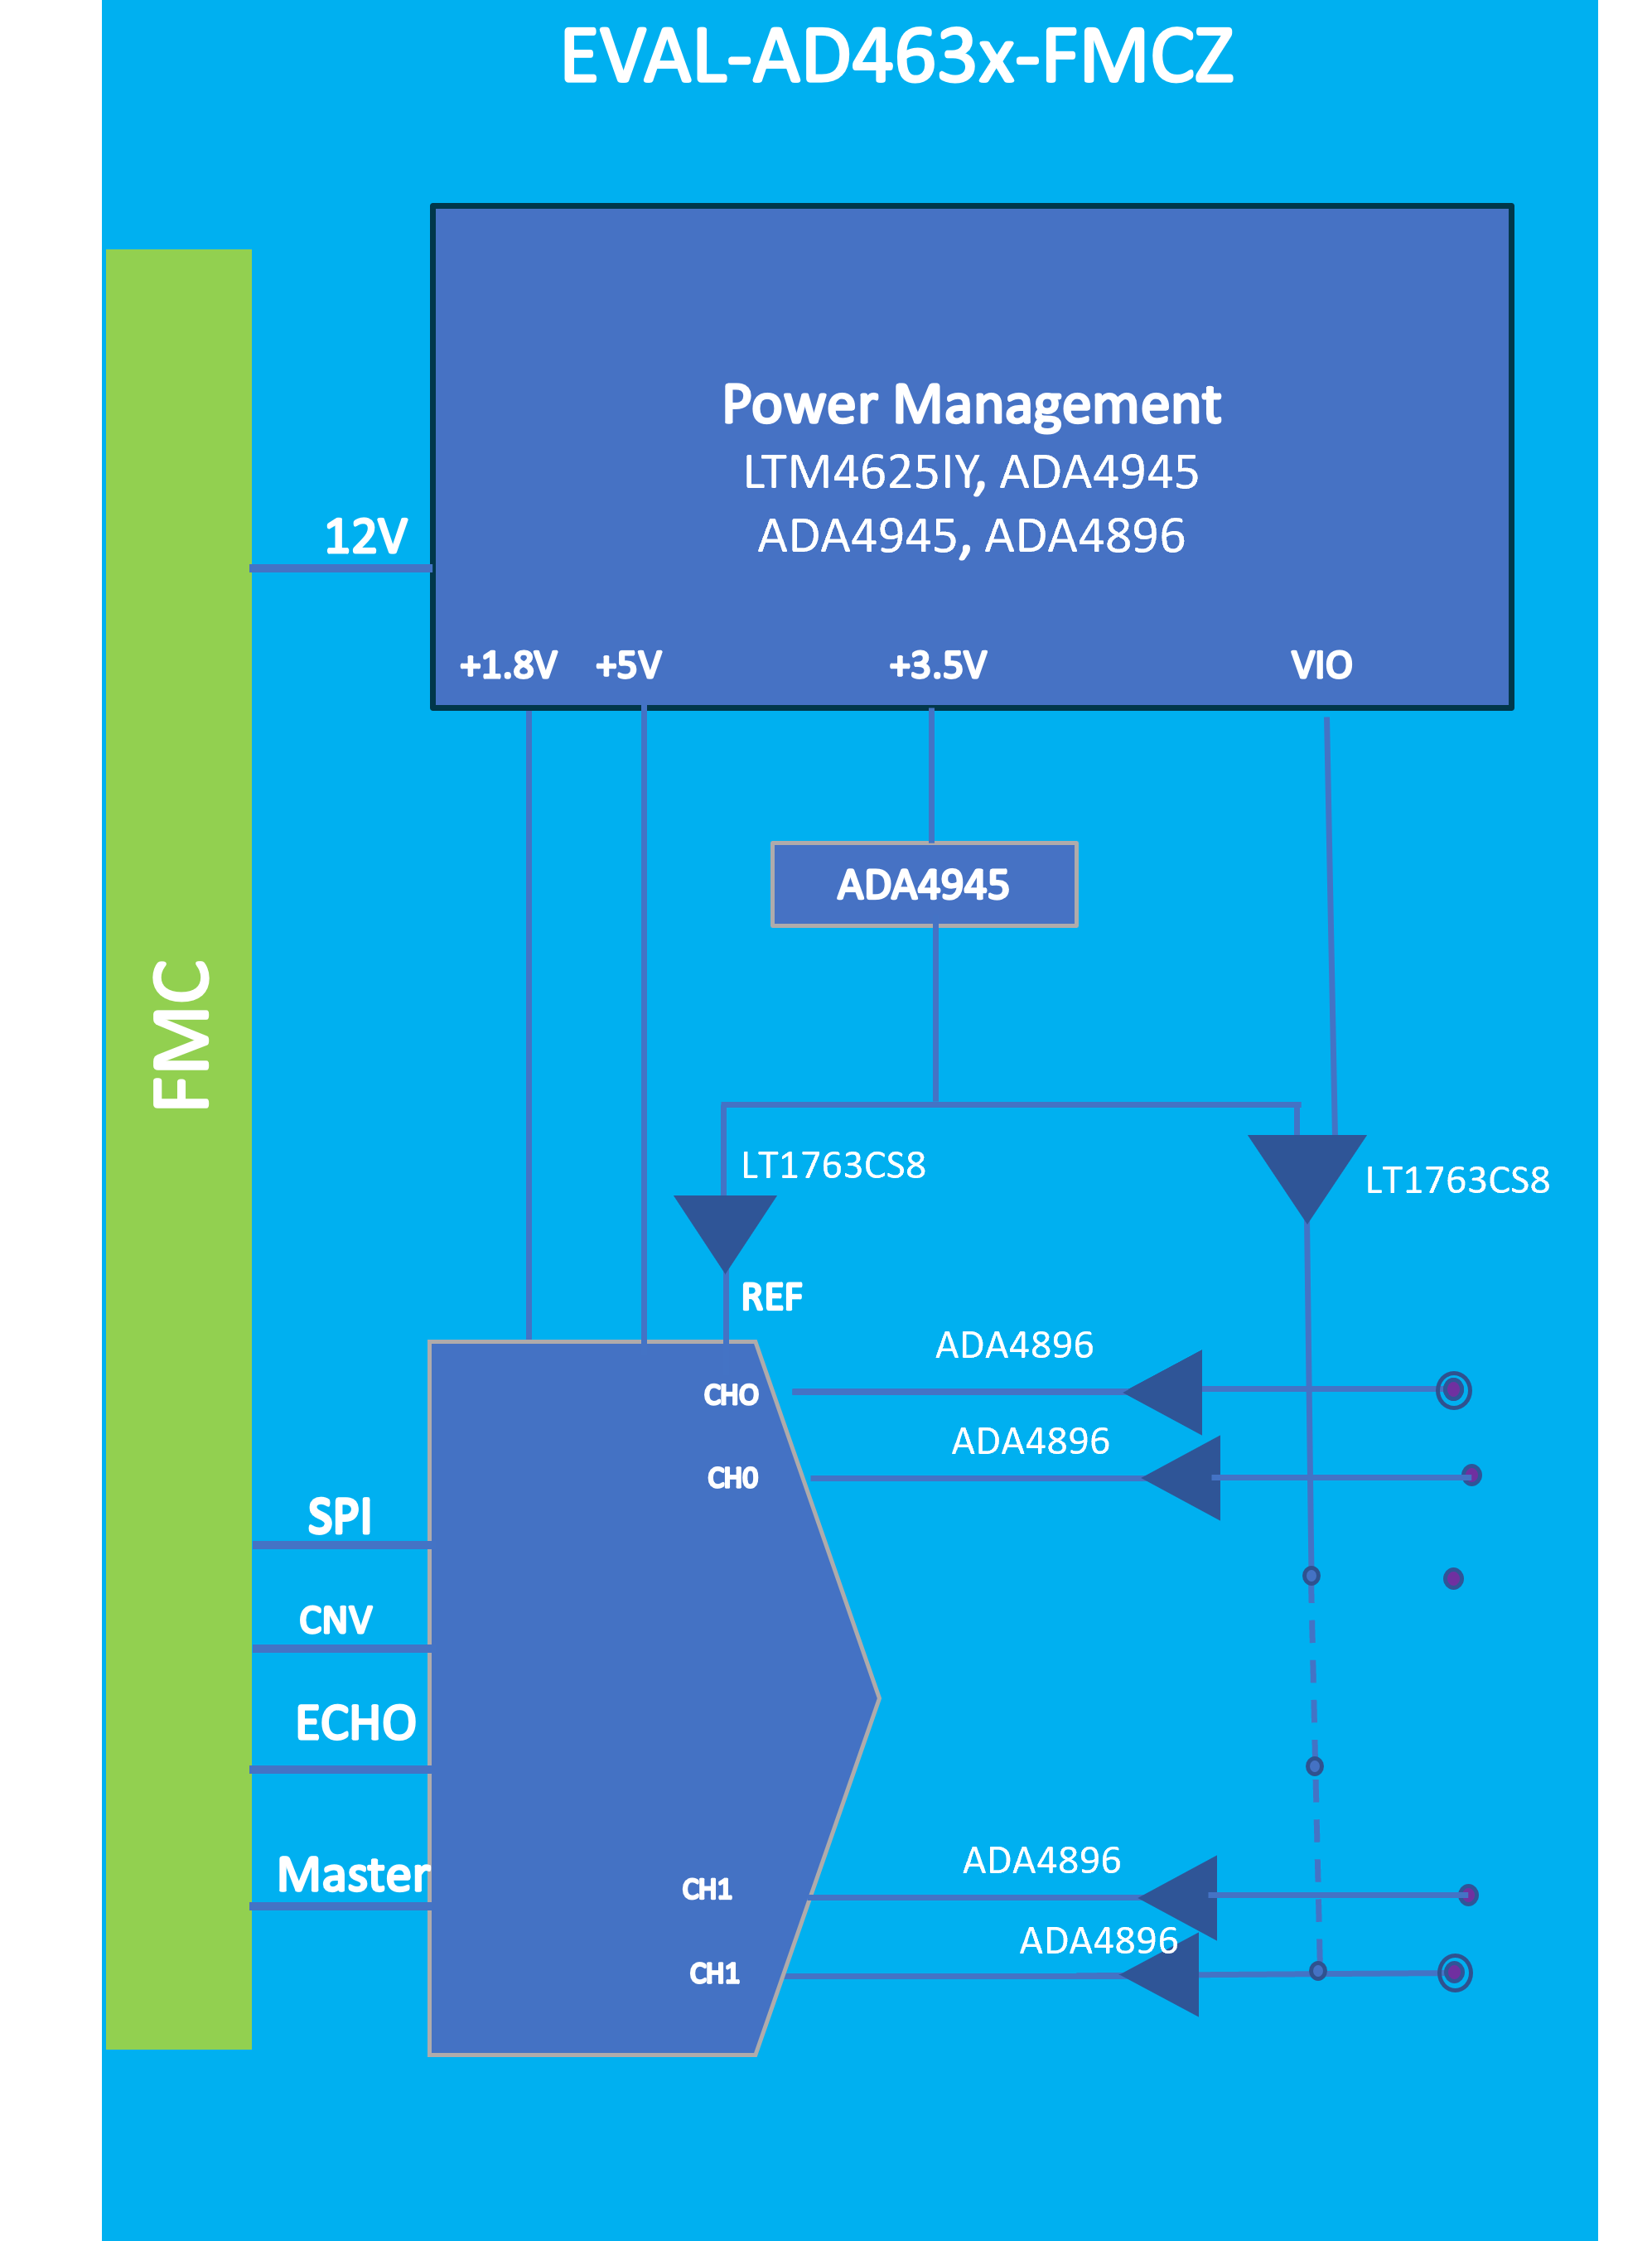 EVAL-AD463x-FMCZ
Power Management
LTM4625IY, ADA4945
ADA4945, ADA4896
12V
+1.8V
+5V
+3.5V
VIO
ADA4945
FMC
LT1763CS8
LT1763CS8
REF
ADA4896
CHO
ADA4896
CH0
SPI
CNV
ECHO
Master
ADA4896
CH1
ADA4896
CH1